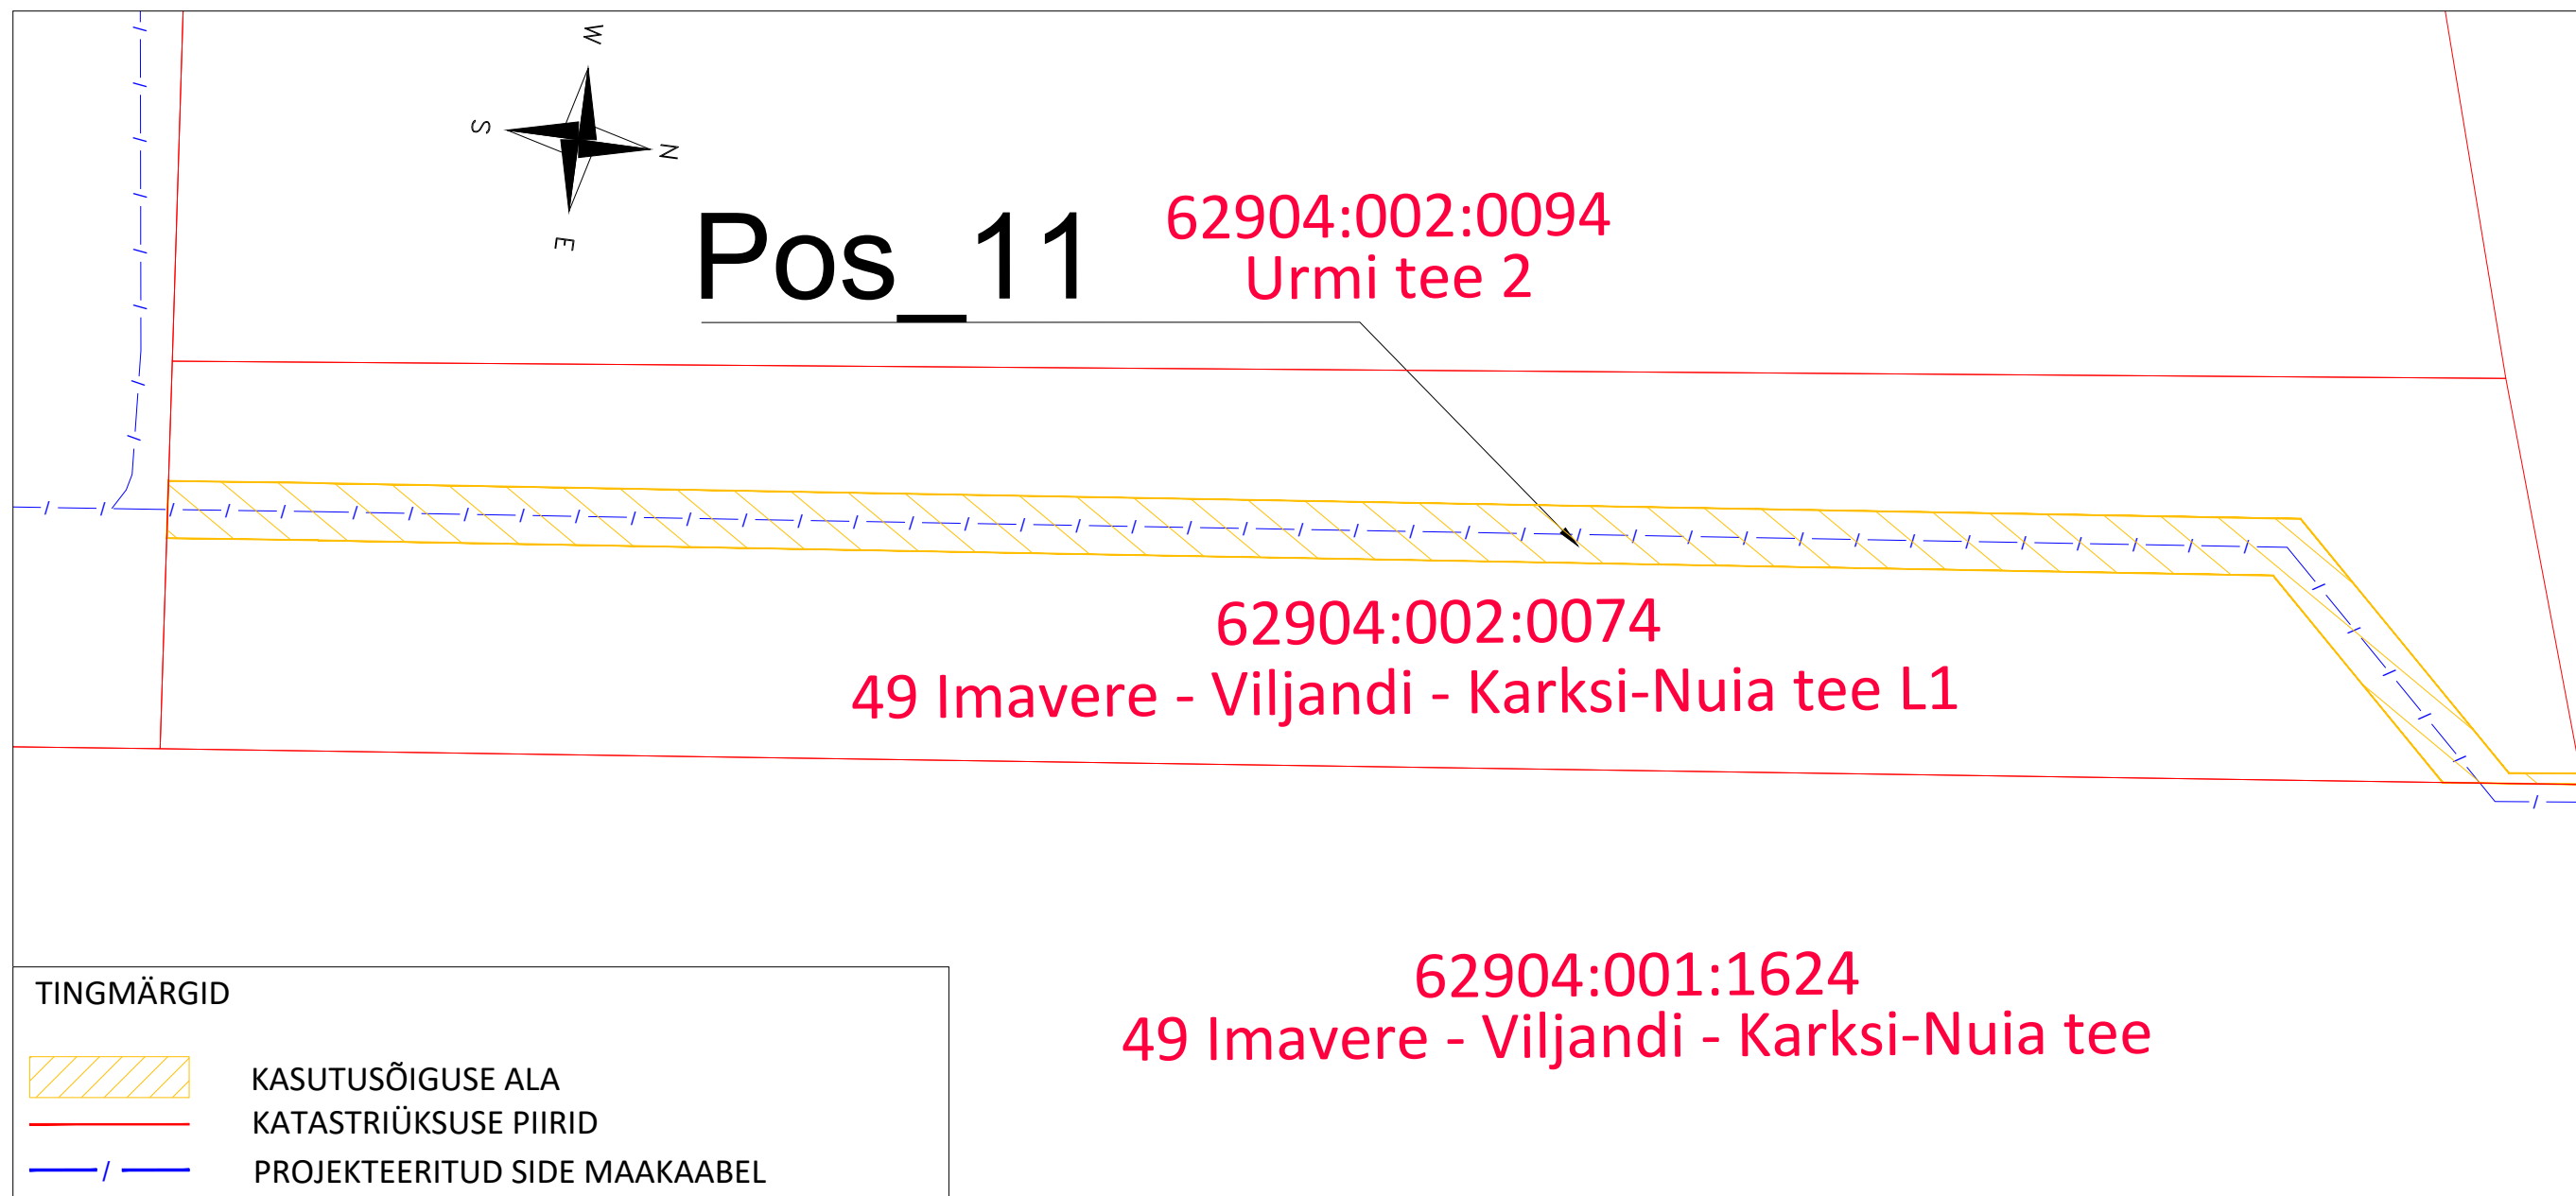 W
S
N
E
Pos_11
62904:002:0094
Urmi tee 2
62904:002:0074
49 Imavere - Viljandi - Karksi-Nuia tee L1
62904:001:1624
49 Imavere - Viljandi - Karksi-Nuia tee
TINGMÄRGID
KASUTUSÕIGUSE ALA
KATASTRIÜKSUSE PIIRID
PROJEKTEERITUD SIDE MAAKAABEL